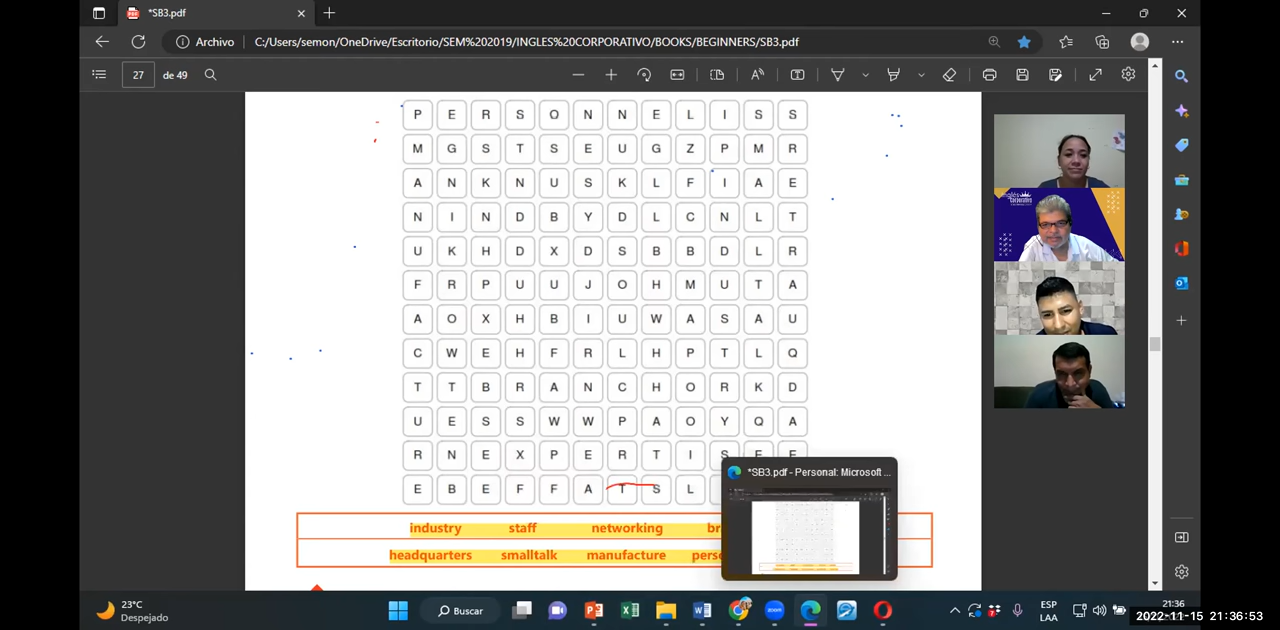 *SB3.pdf
Archivo C:/Users/semon/OneDrive/Escritorio/SEM%202019/INGLES%20CORPORATIVO/BOOKS/BEGINNERS/SB3.pdf
27 de 49
P E R S O N N E L I S S
M G S T S E U G Z P M R
A N K N U S K L F I A E
N I N D B Y D L C N L T
U K H D X D S B B D L R
F R P U U J O H M U T A
A O X H B I U W A S A U
C W E H F R L H P T L Q
T T B R A N C H O R K D
U E S S W W P A O Y Q A
R N E X P E R T I S E E
E B E F F A T S L
*SB3.pdf - Personal: Microsoft ...
industry staff networking br
headquarters smalltalk manufacture perso
23°C
Despejado
Buscar
ESP
LAA
21:36
2022-11-15 21:36:53